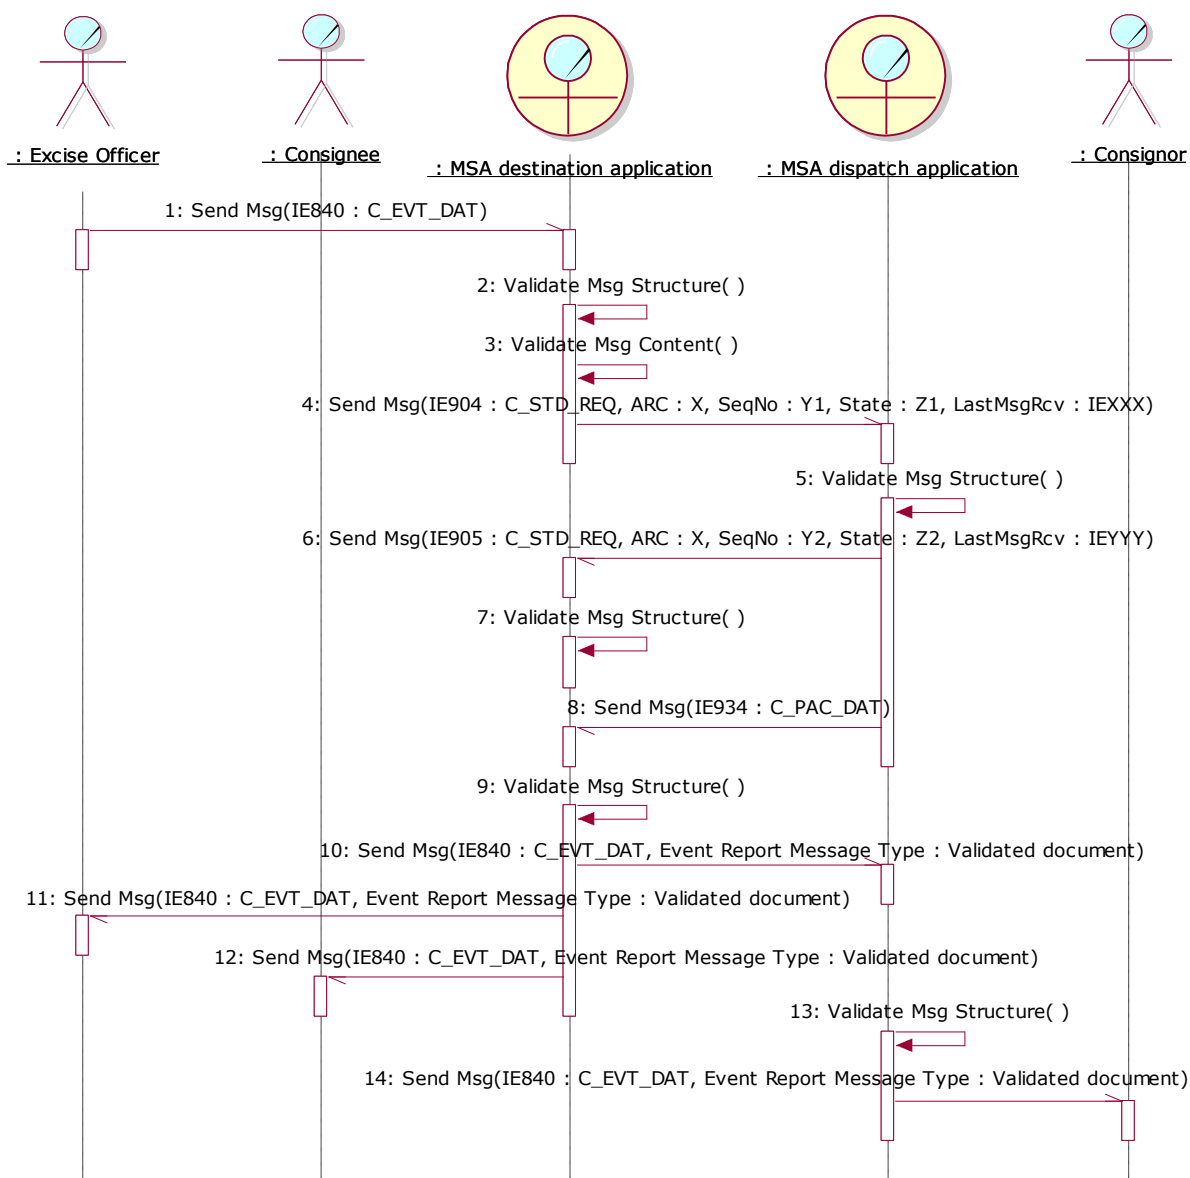 : Excise Officer
: Consignee
: MSA destination application
: MSA dispatch application
: Consignor
1: Send Msg(IE840 : C_EVT_DAT)
2: Validate Msg Structure( )
3: Validate Msg Content( )
4: Send Msg(IE904 : C_STD_REQ, ARC : X, SeqNo : Y1, State : Z1, LastMsgRcv : IEXXX)
5: Validate Msg Structure( )
6: Send Msg(IE905 : C_STD_REQ, ARC : X, SeqNo : Y2, State : Z2, LastMsgRcv : IEYYY)
7: Validate Msg Structure( )
8: Send Msg(IE934 : C_PAC_DAT)
9: Validate Msg Structure( )
10: Send Msg(IE840 : C_EVT_DAT, Event Report Message Type : Validated document)
11: Send Msg(IE840 : C_EVT_DAT, Event Report Message Type : Validated document)
12: Send Msg(IE840 : C_EVT_DAT, Event Report Message Type : Validated document)
13: Validate Msg Structure( )
14: Send Msg(IE840 : C_EVT_DAT, Event Report Message Type : Validated document)